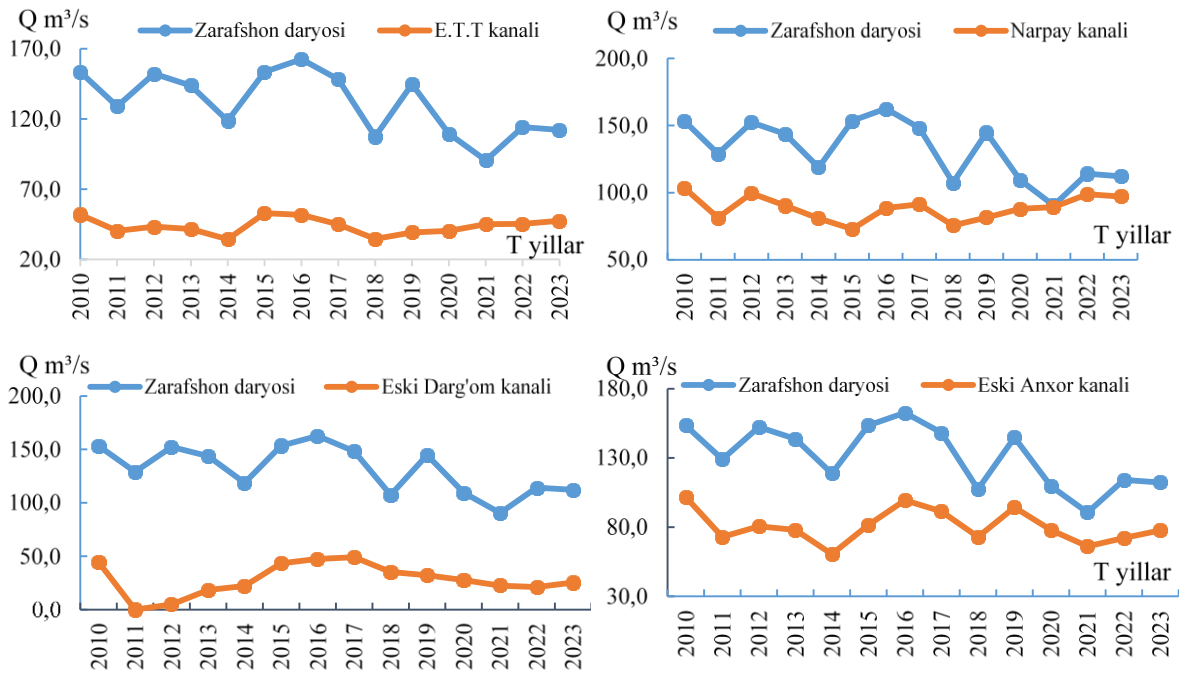 Q m³/s
Zarafshon daryosi E.T.T kanali
170,0
120,0
70,0
20,0
T yillar
2010 2011 2012 2013 2014 2015 2016 2017 2018 2019 2020 2021 2022 2023
Q m³/s
Zarafshon daryosi Narpay kanali
200,0
150,0
100,0
50,0
T yillar
2010 2011 2012 2013 2014 2015 2016 2017 2018 2019 2020 2021 2022 2023
Q m³/s
Zarafshon daryosi Eski Darg'om kanali
200,0
150,0
100,0
50,0
0,0
2010 2011 2012 2013 2014 2015 2016 2017 2018 2019 2020 2021 2022 2023
Q m³/s
Zarafshon daryosi Eski Anxor kanali
180,0
130,0
80,0
30,0
T yillar
2010 2011 2012 2013 2014 2015 2016 2017 2018 2019 2020 2021 2022 2023